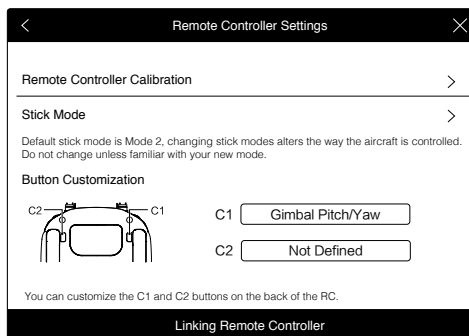 Remote Controller Settings
Remote Controller Calibration
Stick Mode
Default stick mode is Mode 2, changing stick modes alters the way the aircraft is controlled.
Do not change unless familiar with your new mode.
Button Customization
C2 C1
C1 Gimbal Pitch/Yaw
C2 Not Defined
You can customize the C1 and C2 buttons on the back of the RC.
Linking Remote Controller